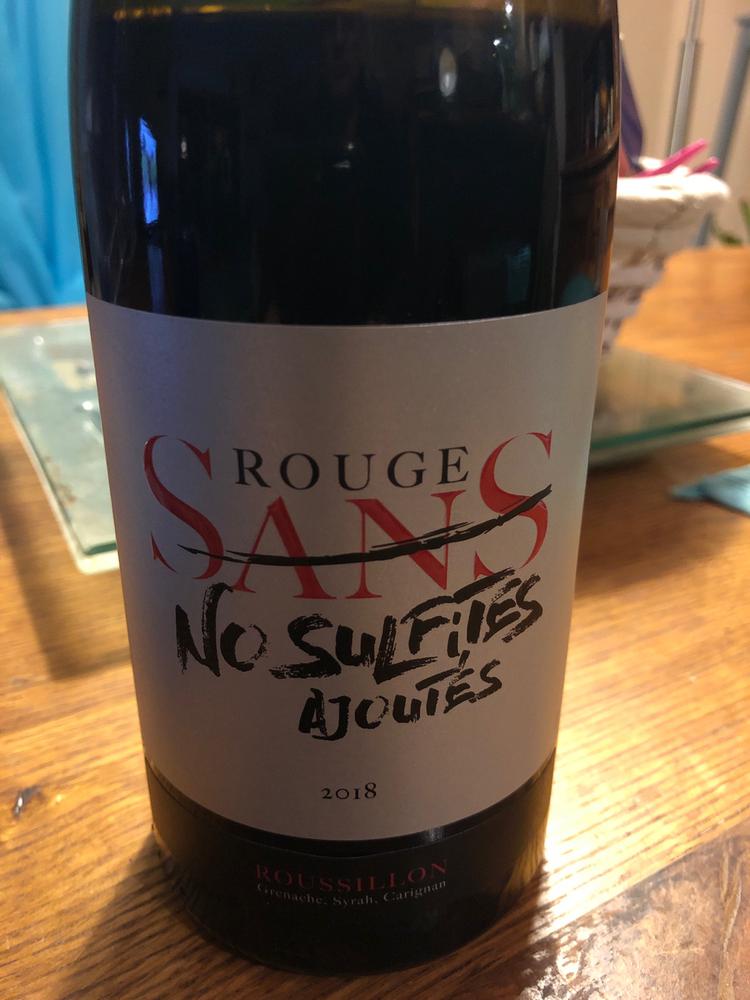 ROUGE
SANS
NO SULFITES
AJOUTÉS
2018
ROUSSILLON
Grenache, Syrah, Carignan